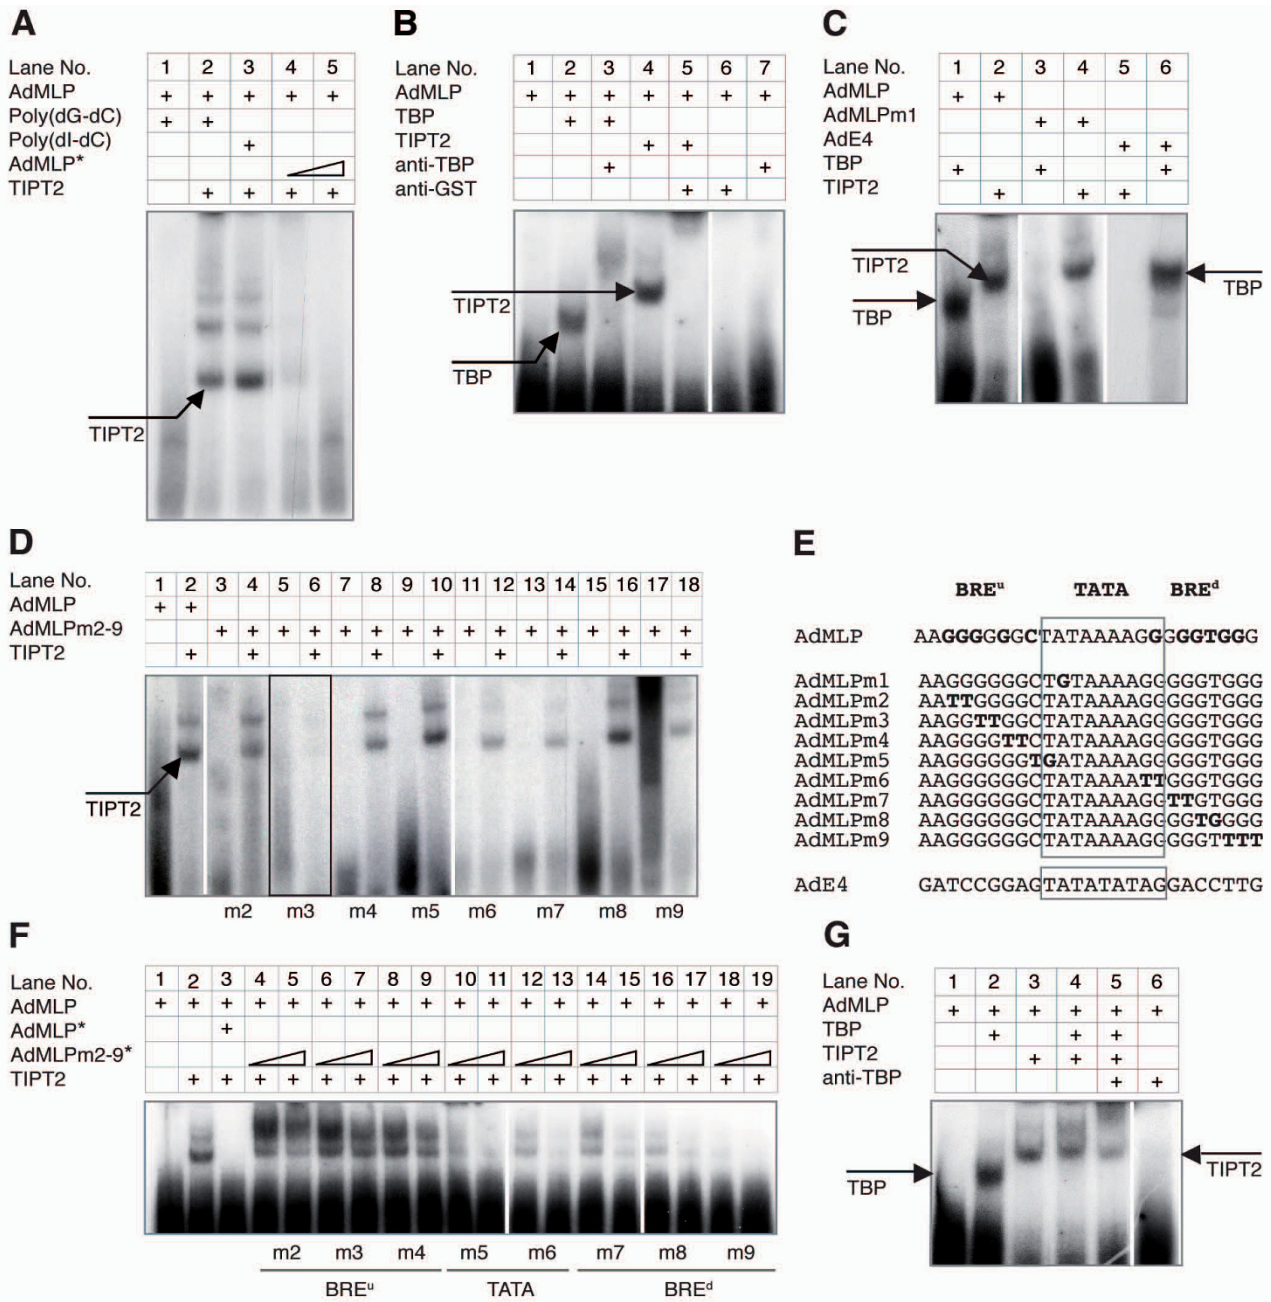 A
Lane No. 1 2 3 4 5
AdMLP + + + + +
Poly(dG-dC) + +
Poly(dI-dC) +
AdMLP*
TIPT2 + + + +
TIPT2
B
Lane No. 1 2 3 4 5 6 7
AdMLP + + + + + + +
TBP + +
TIPT2 + +
anti-TBP + +
anti-GST + +
TIPT2
TBP
C
Lane No. 1 2 3 4 5 6
AdMLP + +
AdMLPm1 + +
AdE4 + +
TBP + + +
TIPT2 + + +
TIPT2
TBP
TBP
D
Lane No. 1 2 3 4 5 6 7 8 9 10 11 12 13 14 15 16 17 18
AdMLP + +
AdMLPm2-9 + + + + + + + + + + + + + + + +
TIPT2 + + + + + + + + +
TIPT2
m2 m3 m4 m5 m6 m7 m8 m9
E
BREᵘ TATA BREᵈ
AdMLP AAGGGGGGCTATAAAAGGGGGTGGG
AdMLPm1 AAGGGGGGCTGTAAAAGGGGGTGGG
AdMLPm2 AATTGGGGCTATAAAAGGGGGTGGG
AdMLPm3 AAGGTTGGCTATAAAAGGGGGTGGG
AdMLPm4 AAGGGGTTCTATAAAAGGGGGTGGG
AdMLPm5 AAGGGGGGTGATAAAAGGGGGTGGG
AdMLPm6 AAGGGGGGCTATAAAATTGGGTGGG
AdMLPm7 AAGGGGGGCTATAAAAGGTTGTGGG
AdMLPm8 AAGGGGGGCTATAAAAGGGGTGGGG
AdMLPm9 AAGGGGGGCTATAAAAGGGGGTTTT
AdE4 GATCCGGAGTATATATAGGACCTTG
F
Lane No. 1 2 3 4 5 6 7 8 9 10 11 12 13 14 15 16 17 18 19
AdMLP + + + + + + + + + + + + + + + + + + +
AdMLP* +
AdMLPm2-9*
TIPT2 + + + + + + + + + + + + + + + + + +
m2 m3 m4 m5 m6 m7 m8 m9
BREᵘ TATA BREᵈ
G
Lane No. 1 2 3 4 5 6
AdMLP + + + + + +
TBP + + +
TIPT2 + + +
anti-TBP + +
TBP
TIPT2